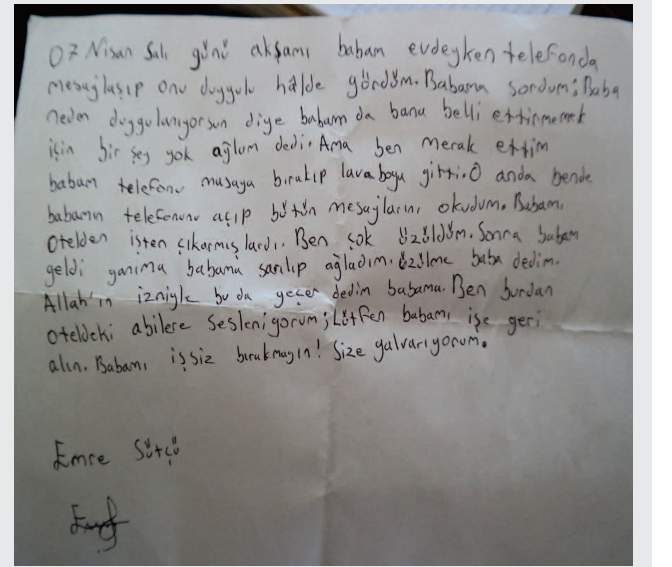 07 Nisan Salı günü akşamı babam evdeyken telefonda
mesajlaşıp onu duygulu hâlde gördüm. Babama sordum; Baba
neden duygulanıyorsun diye babam da bana belli ettirmemek
için bir şey yok ağlum dedi. Ama ben merak ettim
babam telefonu masaya bırakıp lavaboya gitti. O anda bende
babamın telefonunu açıp bütün mesajlarını okudum. Babamı
Otelden işten çıkarmışlardı. Ben çok üzüldüm. Sonra babam
geldi yanıma babama sarılıp ağladım. üzülme baba dedim.
Allah'ın izniyle bu da geçer dedim babama. Ben burdan
oteldeki abilere sesleniyorum; Lütfen babamı işe geri
alın. Babamı işsiz bırakmayın! Size yalvarıyorum.
Emre Sütçü